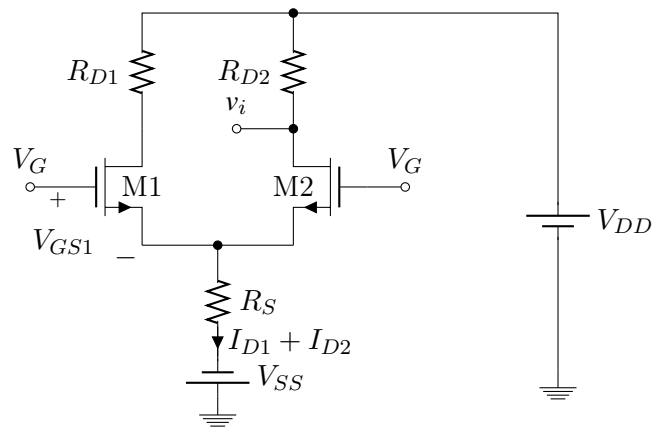 R_{D1}
R_{D2}
v_i
V_G
M1
M2
V_G
+
V_{GS1}
−
V_{DD}
R_S
I_{D1} + I_{D2}
V_{SS}